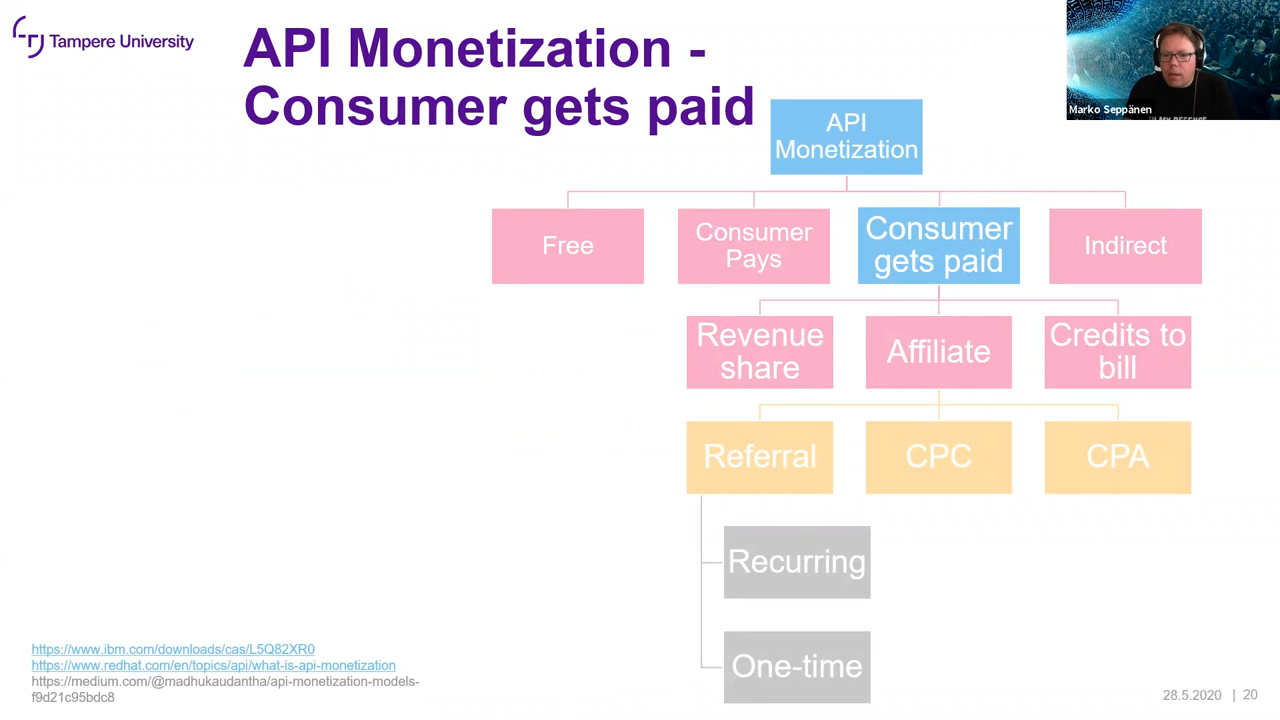 Tampere University
API Monetization -
Consumer gets paid
Marko Seppänen
API
Monetization
Free
Consumer
Pays
Consumer
gets paid
Indirect
Revenue
share
Affiliate
Credits to
bill
Referral
CPC
CPA
Recurring
One-time
https://www.ibm.com/downloads/cas/L5Q82XR0
https://www.redhat.com/en/topics/api/what-is-api-monetization
https://medium.com/@madhukaudantha/api-monetization-models-
f9d21c95bdc8
28.5.2020 | 20